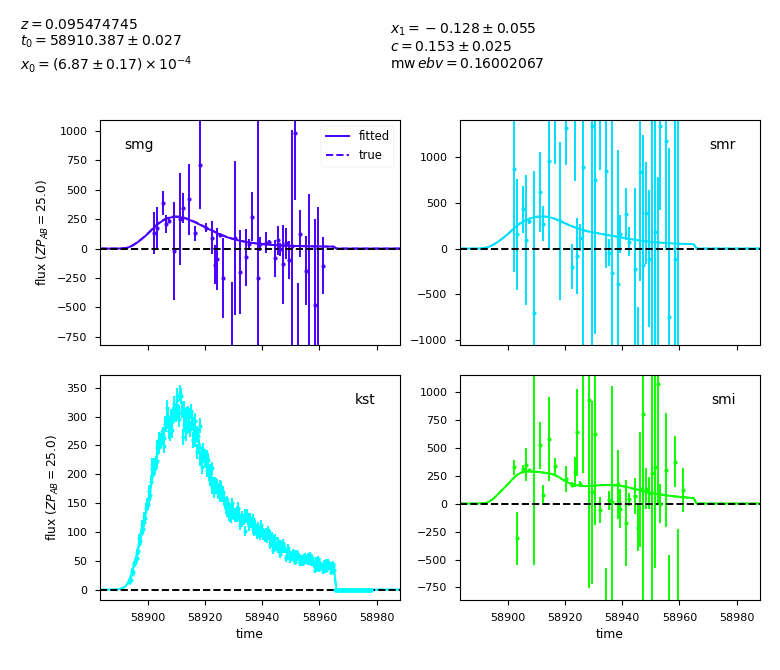 z = 0.095474745
t₀ = 58910.387 ± 0.027
x₀ = (6.87 ± 0.17) × 10⁻⁴
x₁ = −0.128 ± 0.055
c = 0.153 ± 0.025
mw ebv = 0.16002067
smg
fitted
true
1000
750
500
250
0
−250
−500
−750
flux (ZP_AB = 25.0)
smr
1000
500
0
−500
−1000
kst
350
300
250
200
150
100
50
0
flux (ZP_AB = 25.0)
58900 58920 58940 58960 58980
time
smi
1000
750
500
250
0
−250
−500
−750
58900 58920 58940 58960 58980
time